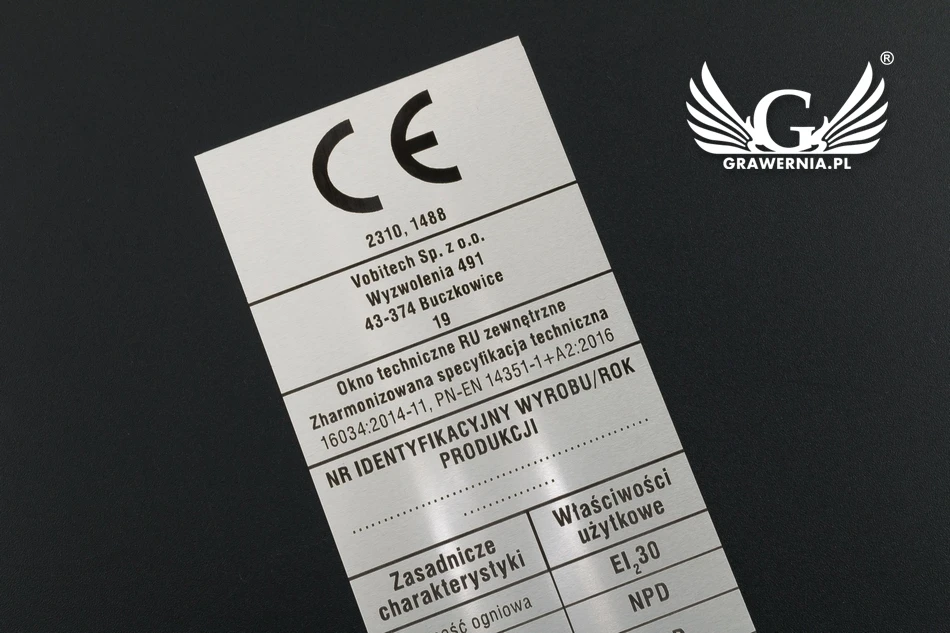 CE
2310, 1488
Vobitech Sp. z o.o.
Wyzwolenia 491
43-374 Buczkowice
19
Okno techniczne RU zewnętrzne
Zharmonizowana specyfikacja techniczna
16034:2014-11, PN-EN 14351-1+A2:2016
NR IDENTYFIKACYJNY WYROBU/ROK
PRODUKCJI
Zasadnicze
charakterystyki
Właściwości
użytkowe
ogniowa
EI₂30
NPD
G
®
GRAWERNIA.PL